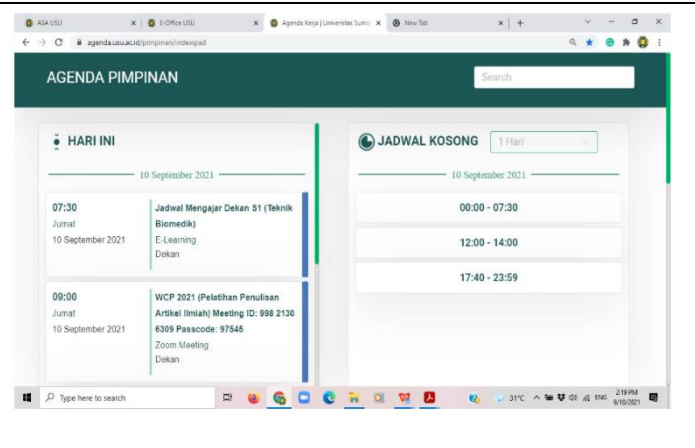 ASA USU
E-Office USU
Agenda Kerja | Universitas Suma
New Tab
agenda.usu.ac.id/pimpinan/indexpad
AGENDA PIMPINAN
Search
HARI INI
10 September 2021
07:30
Jumat
10 September 2021
Jadwal Mengajar Dekan S1 (Teknik
Biomedik)
E-Learning
Dekan
09:00
Jumat
10 September 2021
WCP 2021 (Pelatihan Penulisan
Artikel Ilmiah) Meeting ID: 998 2130
6309 Passcode: 97545
Zoom Meeting
Dekan
JADWAL KOSONG
1 Hari
10 September 2021
00:00 - 07:30
12:00 - 14:00
17:40 - 23:59
Type here to search
31°C
ENG
2:19 PM
9/10/2021